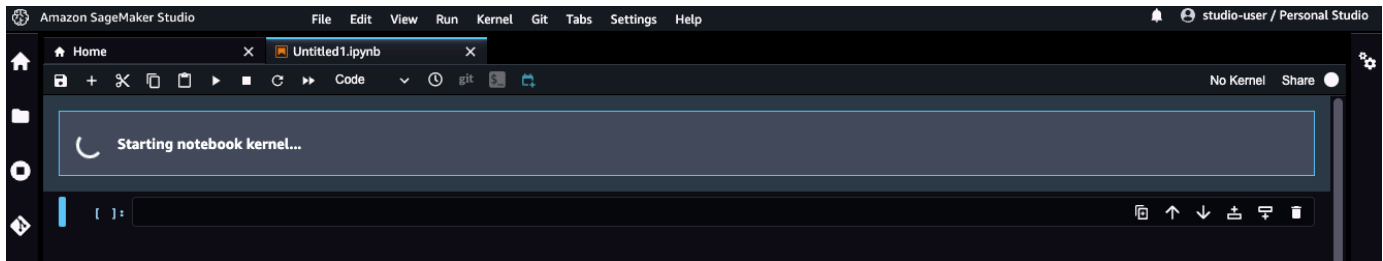 Amazon SageMaker Studio File Edit View Run Kernel Git Tabs Settings Help studio-user / Personal Studio
Home Untitled1.ipynb
Code git No Kernel Share
Starting notebook kernel...
[ ]: